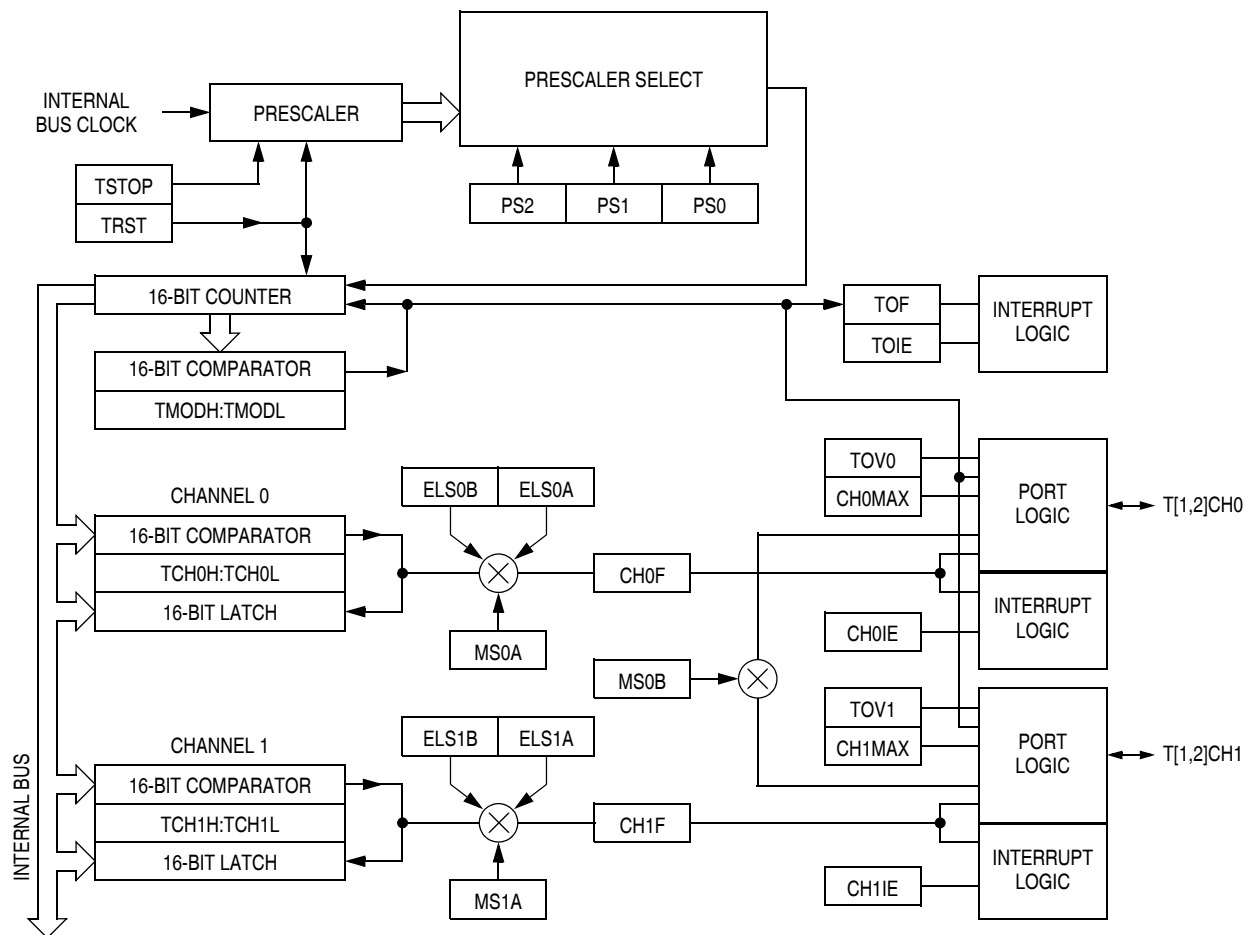 PRESCALER SELECT
INTERNAL
BUS CLOCK
PRESCALER
TSTOP
TRST
PS2 PS1 PS0
16-BIT COUNTER
16-BIT COMPARATOR
TMODH:TMODL
TOF
TOIE
INTERRUPT
LOGIC
CHANNEL 0
16-BIT COMPARATOR
TCH0H:TCH0L
16-BIT LATCH
ELS0B ELS0A
MS0A
CH0F
TOV0
CH0MAX
PORT
LOGIC
T[1,2]CH0
CH0IE
INTERRUPT
LOGIC
MS0B
CHANNEL 1
16-BIT COMPARATOR
TCH1H:TCH1L
16-BIT LATCH
ELS1B ELS1A
MS1A
CH1F
TOV1
CH1MAX
PORT
LOGIC
T[1,2]CH1
CH1IE
INTERRUPT
LOGIC
INTERNAL BUS